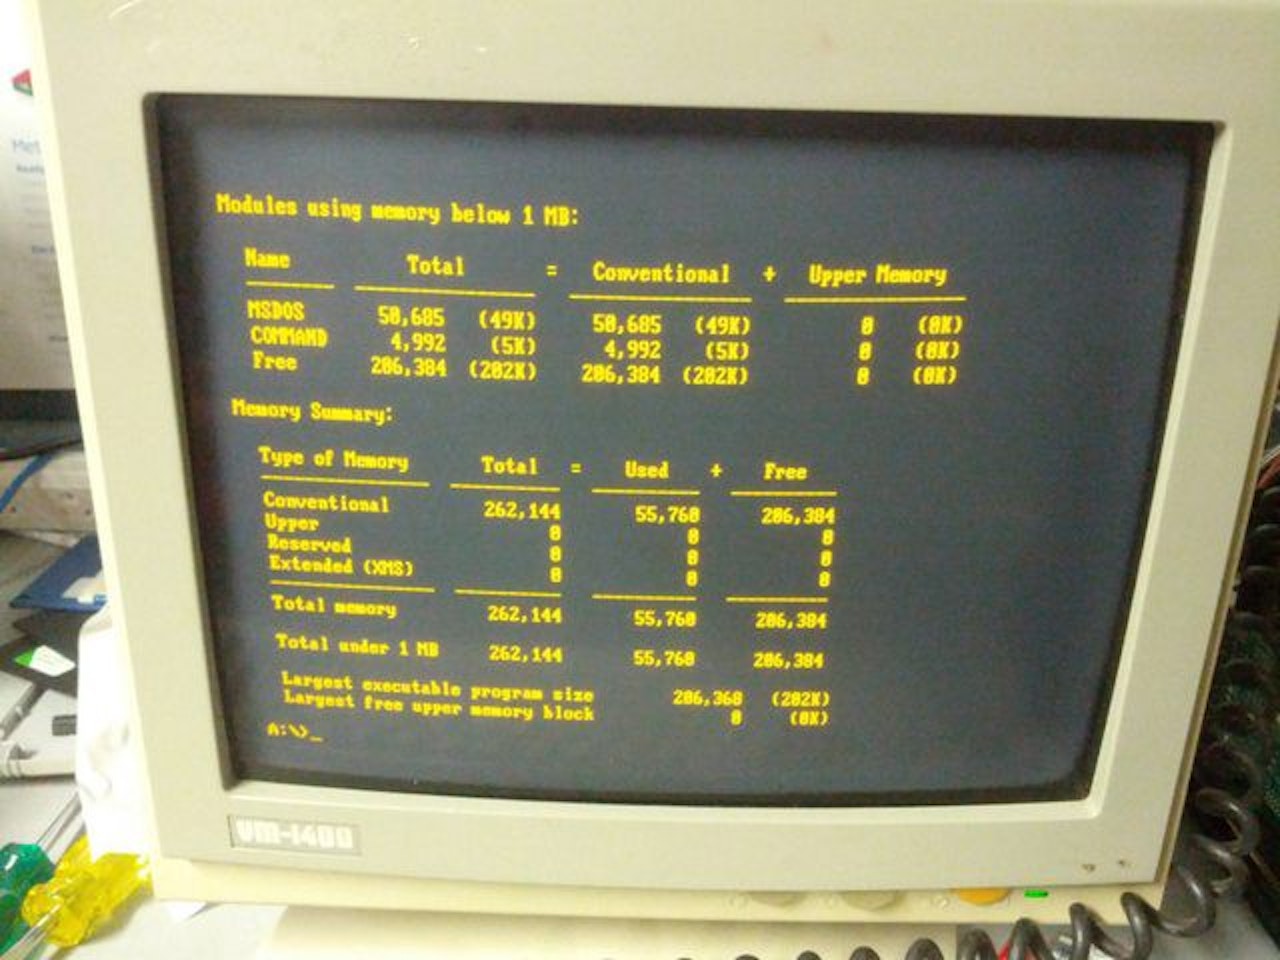 Modules using memory below 1 MB:
Name Total = Conventional + Upper Memory
MSDOS 50,685 (49K) 50,685 (49K) 0 (0K)
COMMAND 4,992 (5K) 4,992 (5K) 0 (0K)
Free 206,384 (202K) 206,384 (202K) 0 (0K)
Memory Summary:
Type of Memory Total = Used + Free
Conventional 262,144 55,760 206,384
Upper 0 0 0
Reserved 0 0 0
Extended (XMS) 0 0 0
Total memory 262,144 55,760 206,384
Total under 1 MB 262,144 55,760 206,384
Largest executable program size 206,368 (202K)
Largest free upper memory block 0 (0K)
A:\>_
VM-1400